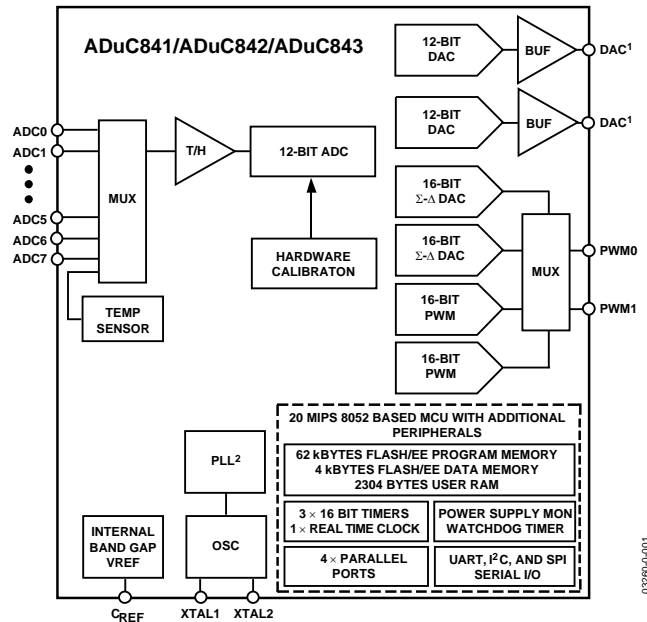 ADuC841/ADuC842/ADuC843
12-BIT
DAC
BUF
DAC¹
12-BIT
DAC
BUF
DAC¹
ADC0
ADC1
ADC5
ADC6
ADC7
MUX
T/H
12-BIT ADC
HARDWARE
CALIBRATON
TEMP
SENSOR
16-BIT
Σ-Δ DAC
16-BIT
Σ-Δ DAC
16-BIT
PWM
16-BIT
PWM
MUX
PWM0
PWM1
20 MIPS 8052 BASED MCU WITH ADDITIONAL
PERIPHERALS
62 kBYTES FLASH/EE PROGRAM MEMORY
4 kBYTES FLASH/EE DATA MEMORY
2304 BYTES USER RAM
3 × 16 BIT TIMERS
1 × REAL TIME CLOCK
POWER SUPPLY MON
WATCHDOG TIMER
4 × PARALLEL
PORTS
UART, I²C, AND SPI
SERIAL I/O
PLL²
OSC
INTERNAL
BAND GAP
VREF
CREF
XTAL1
XTAL2
03260-0-001